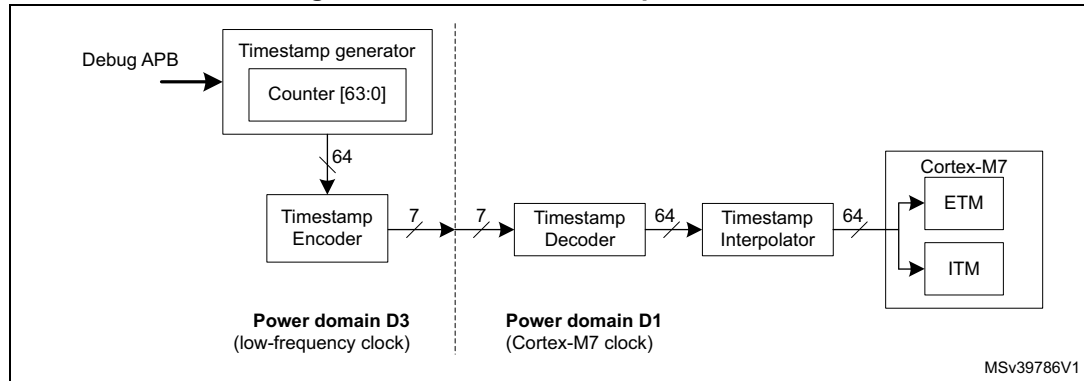 Debug APB
Timestamp generator
Counter [63:0]
64
Cortex-M7
Timestamp
Encoder
7
7
Timestamp
Decoder
64
Timestamp
Interpolator
64
ETM
ITM
Power domain D3
(low-frequency clock)
Power domain D1
(Cortex-M7 clock)
MSv39786V1